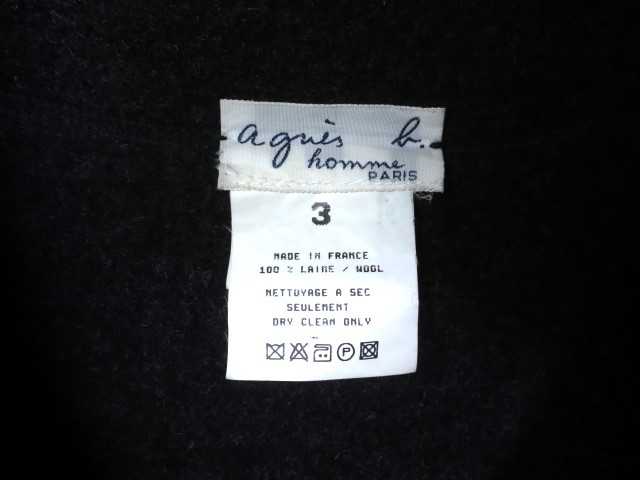 agnès b.
homme
PARIS
3
MADE IN FRANCE
100 % LAINE / WOOL
NETTOYAGE A SEC
SEULEMENT
DRY CLEAN ONLY
P